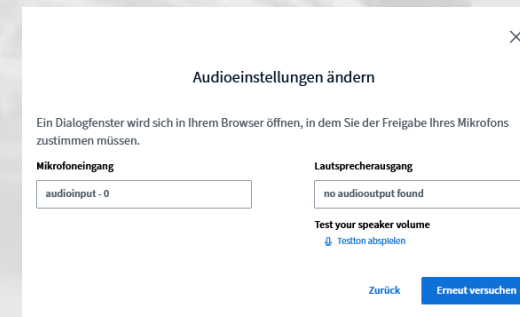 Audioeinstellungen ändern
Ein Dialogfenster wird sich in Ihrem Browser öffnen, in dem Sie der Freigabe Ihres Mikrofons
zustimmen müssen.
Mikrofoneingang
audioinput - 0
Lautsprecherausgang
no audiooutput found
Test your speaker volume
Testton abspielen
Zurück
Erneut versuchen